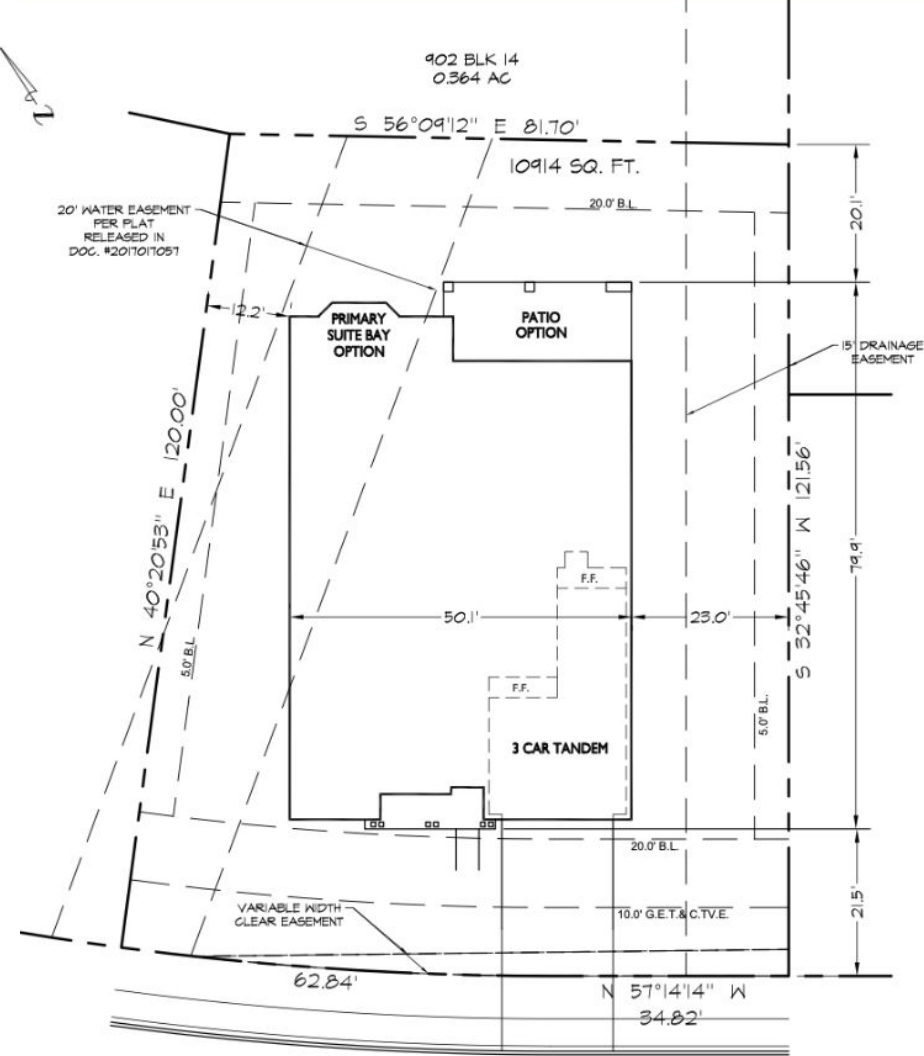 902 BLK 14
0.364 AC
S 56°09'12" E 81.70'
10914 SQ. FT.
20' WATER EASEMENT
PER PLAT
RELEASED IN
DOC. #2017017057
20.0' B.L.
20.1'
12.2'
PRIMARY
SUITE BAY
OPTION
PATIO
OPTION
15' DRAINAGE
EASEMENT
N 40°20'53" E 120.00'
S 32°45'46" W 121.56'
79.9'
F.F.
50.1'
23.0'
5.0' B.L.
F.F.
5.0' B.L.
3 CAR TANDEM
20.0' B.L.
21.5'
VARIABLE WIDTH
CLEAR EASEMENT
10.0' G.E.T.& C.TV.E.
62.84'
N 57°14'14" W
34.82'